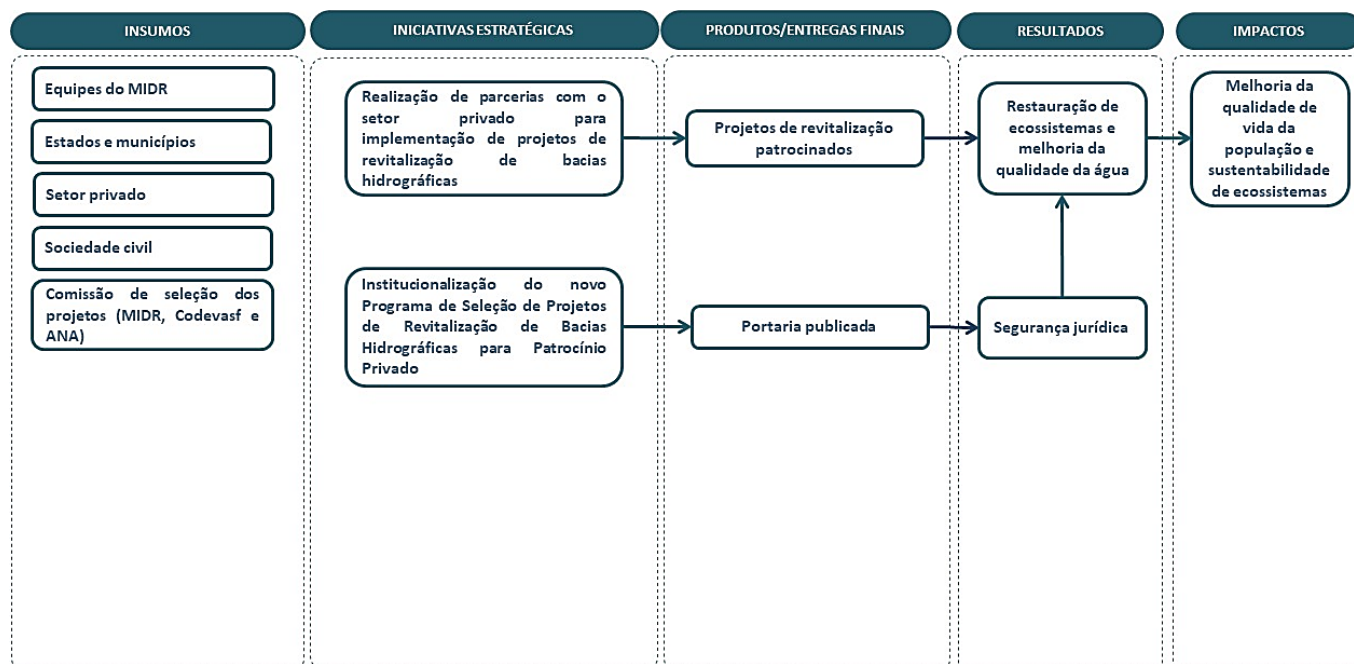 INSUMOS
INICIATIVAS ESTRATÉGICAS
PRODUTOS/ENTREGAS FINAIS
RESULTADOS
IMPACTOS
Equipes do MIDR
Estados e municípios
Setor privado
Sociedade civil
Comissão de seleção dos
projetos (MIDR, Codevasf e
ANA)
Realização de parcerias com o
setor privado para
implementação de projetos de
revitalização de bacias
hidrográficas
Institucionalização do novo
Programa de Seleção de Projetos
de Revitalização de Bacias
Hidrográficas para Patrocínio
Privado
Projetos de revitalização
patrocinados
Portaria publicada
Restauração de
ecossistemas e
melhoria da
qualidade da água
Segurança jurídica
Melhoria da
qualidade de
vida da
população e
sustentabilidade
de ecossistemas